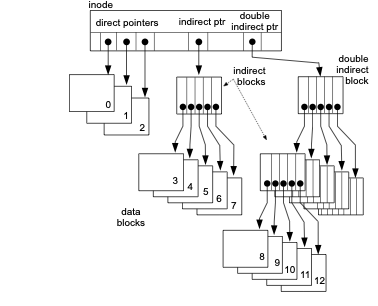 inode
direct pointers
indirect ptr
double
indirect ptr
indirect
blocks
double
indirect
block
0
1
2
3
4
5
6
7
data
blocks
8
9
10
11
12